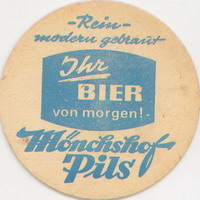 -Rein-
modern gebraut
Ihr
BIER
von morgen!
Mönchshof
Pils